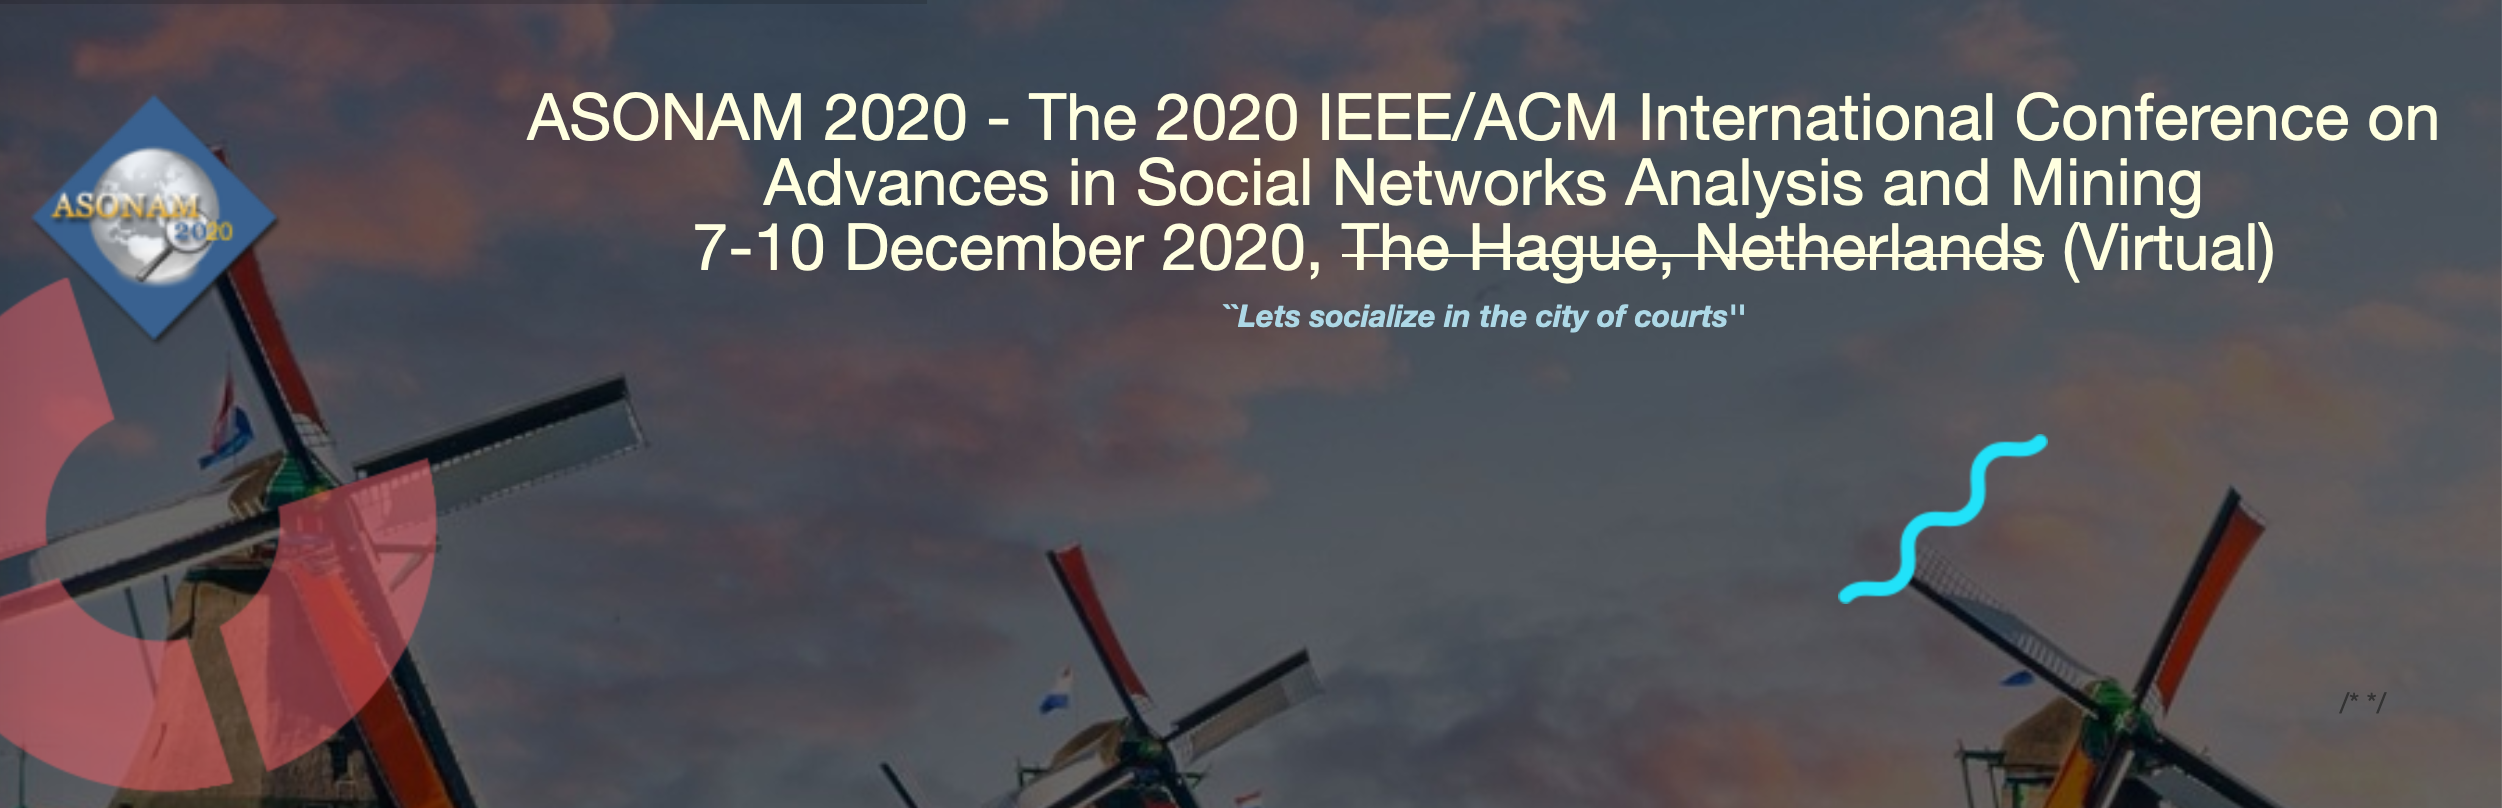 ASONAM 2020 - The 2020 IEEE/ACM International Conference on
Advances in Social Networks Analysis and Mining
7-10 December 2020, The Hague, Netherlands (Virtual)
``Lets socialize in the city of courts''
ASONAM
2020
/* */